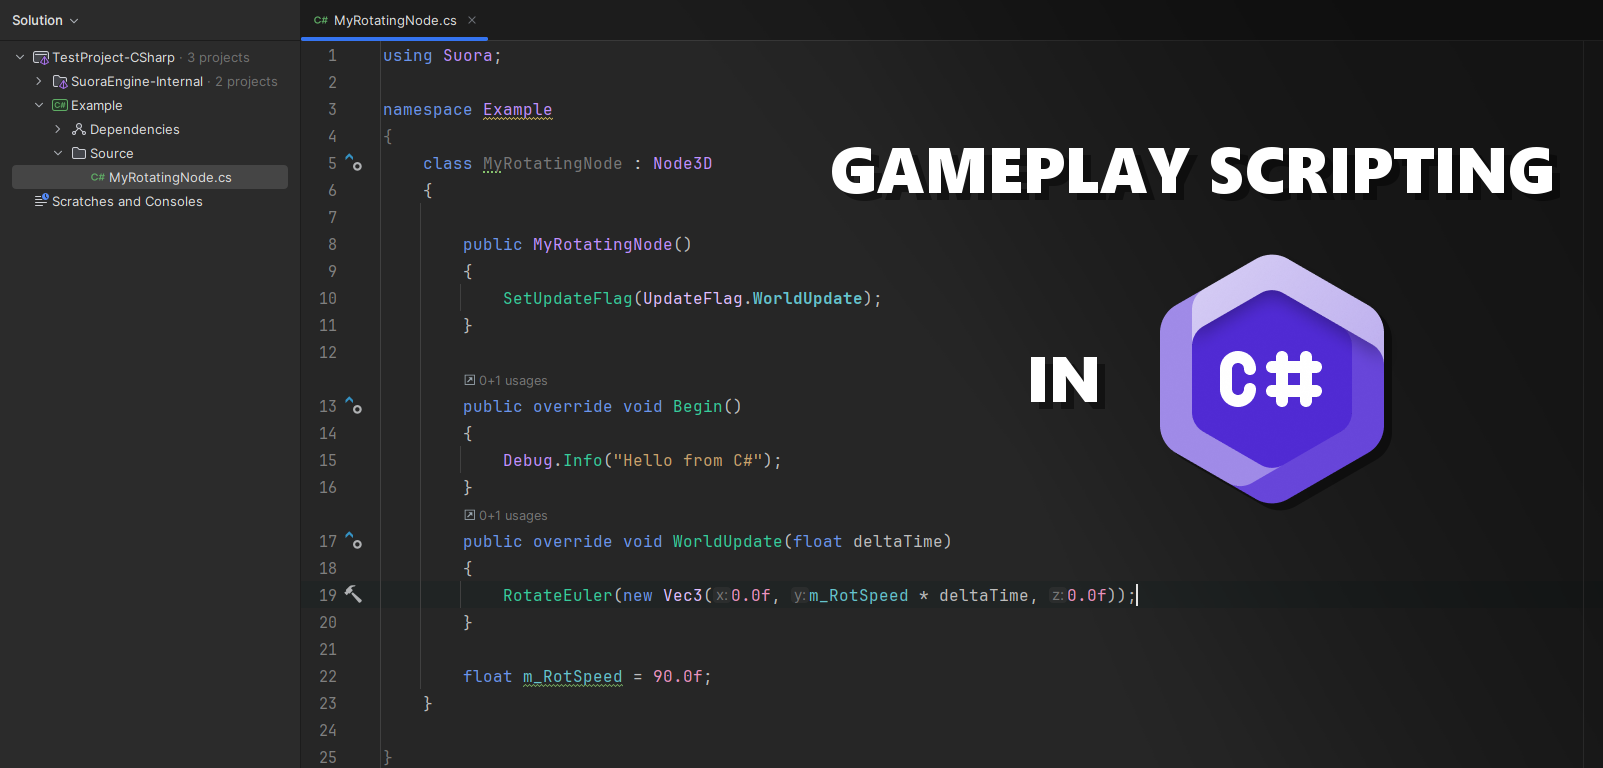 Solution
TestProject-CSharp · 3 projects
SuoraEngine-Internal · 2 projects
C# Example
Dependencies
Source
C# MyRotatingNode.cs
Scratches and Consoles
C# MyRotatingNode.cs ×
1 using Suora;
2
3 namespace Example
4 {
5 class MyRotatingNode : Node3D
6 {
7
8 public MyRotatingNode()
9 {
10 SetUpdateFlag(UpdateFlag.WorldUpdate);
11 }
12
0+1 usages
13 public override void Begin()
14 {
15 Debug.Info("Hello from C#");
16 }
0+1 usages
17 public override void WorldUpdate(float deltaTime)
18 {
19 RotateEuler(new Vec3(x:0.0f, y:m_RotSpeed * deltaTime, z:0.0f));
20 }
21
22 float m_RotSpeed = 90.0f;
23 }
24
25 }
GAMEPLAY SCRIPTING
IN
C#